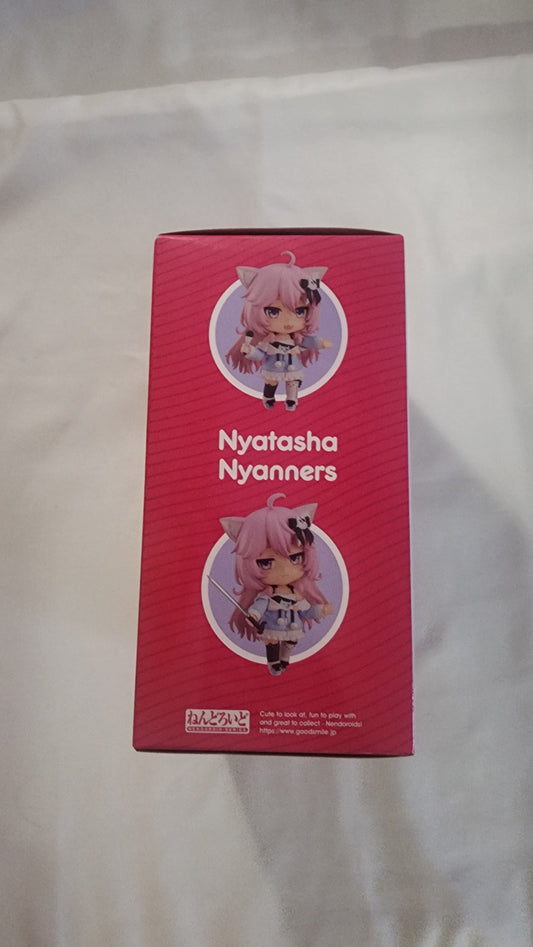 Nyatasha
Nyanners
ねんどろいど
NENDOROID SERIES
Cute to look at, fun to play with
and great to collect - Nendoroids!
https://www.goodsmile.jp